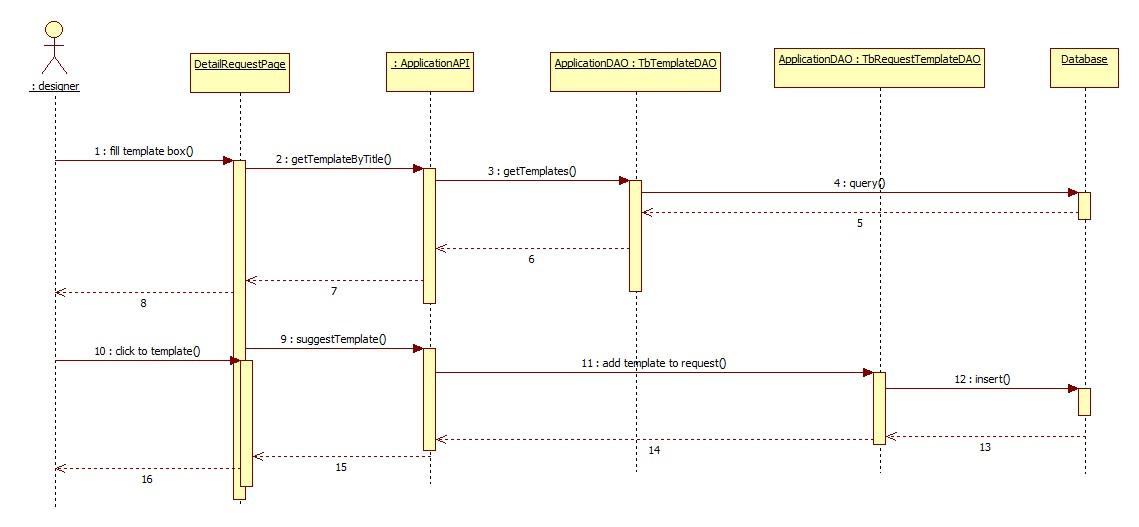 : designer
DetailRequestPage
: ApplicationAPI
ApplicationDAO : TbTemplateDAO
ApplicationDAO : TbRequestTemplateDAO
Database
1 : fill template box()
2 : getTemplateByTitle()
3 : getTemplates()
4 : query()
5
6
7
8
9 : suggestTemplate()
10 : click to template()
11 : add template to request()
12 : insert()
13
14
15
16